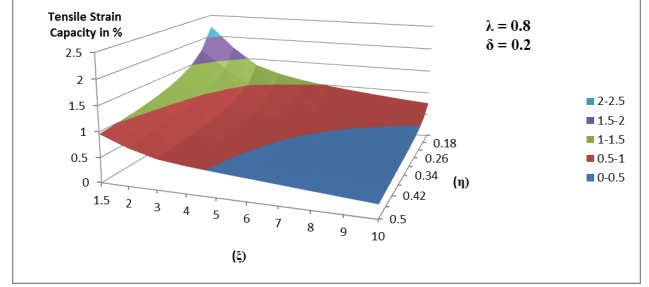 Tensile Strain
Capacity in %
λ = 0.8
δ = 0.2
2.5
2
1.5
1
0.5
0
1.5 2 3 4 5 6 7 8 9 10
(ξ)
0.18
0.26
0.34
0.42
0.5
(η)
2-2.5
1.5-2
1-1.5
0.5-1
0-0.5